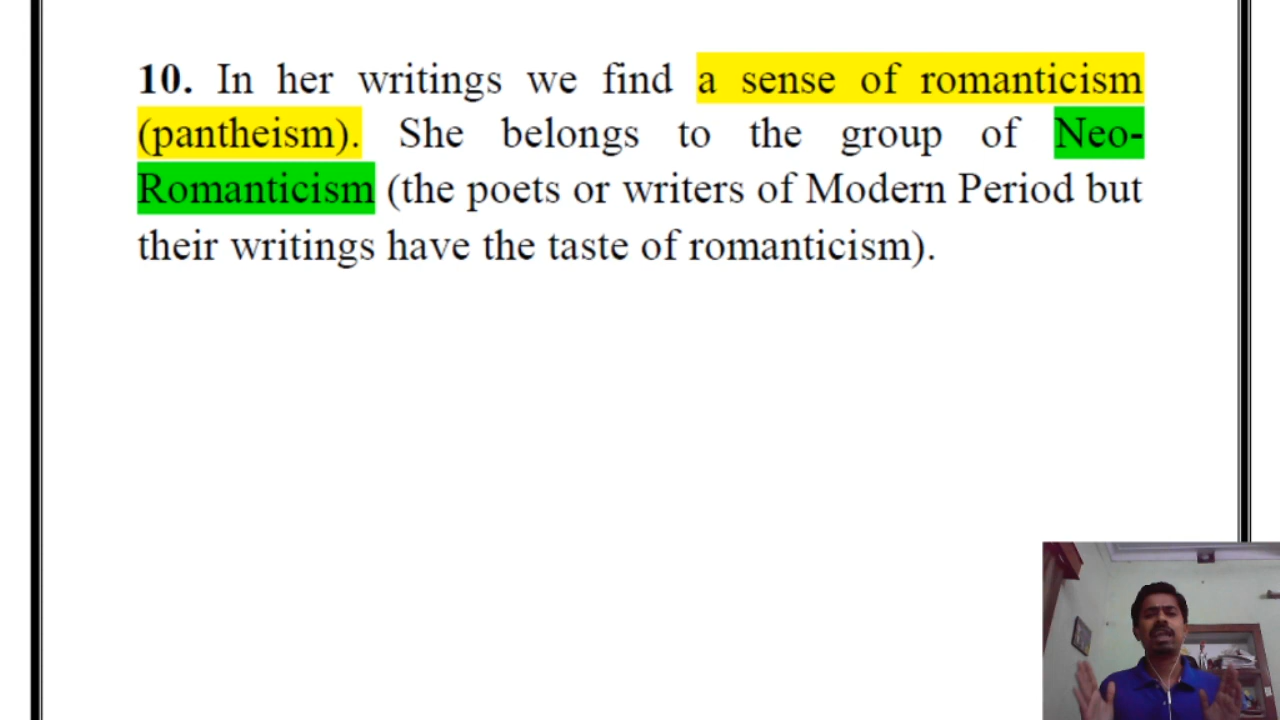 10. In her writings we find a sense of romanticism
(pantheism). She belongs to the group of Neo-
Romanticism (the poets or writers of Modern Period but
their writings have the taste of romanticism).